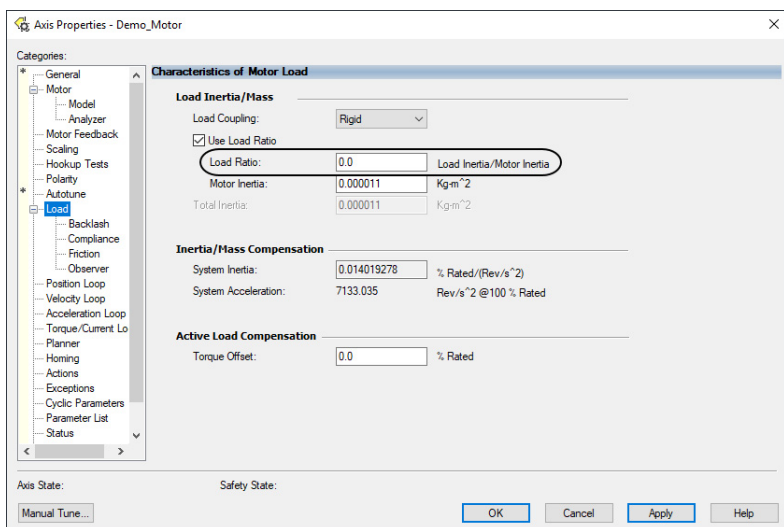 Axis Properties - Demo_Motor
Categories:
* General
Motor
Model
Analyzer
Motor Feedback
Scaling
Hookup Tests
Polarity
* Autotune
Load
Backlash
Compliance
Friction
Observer
Position Loop
Velocity Loop
Acceleration Loop
Torque/Current Lo
Planner
Homing
Actions
Exceptions
Cyclic Parameters
Parameter List
Status
Characteristics of Motor Load
Load Inertia/Mass
Load Coupling: Rigid
Use Load Ratio
Load Ratio: 0.0 Load Inertia/Motor Inertia
Motor Inertia: 0.000011 Kg-m^2
Total Inertia: 0.000011 Kg-m^2
Inertia/Mass Compensation
System Inertia: 0.014019278 % Rated/(Rev/s^2)
System Acceleration: 7133.035 Rev/s^2 @100 % Rated
Active Load Compensation
Torque Offset: 0.0 % Rated
Axis State: Safety State:
Manual Tune... OK Cancel Apply Help